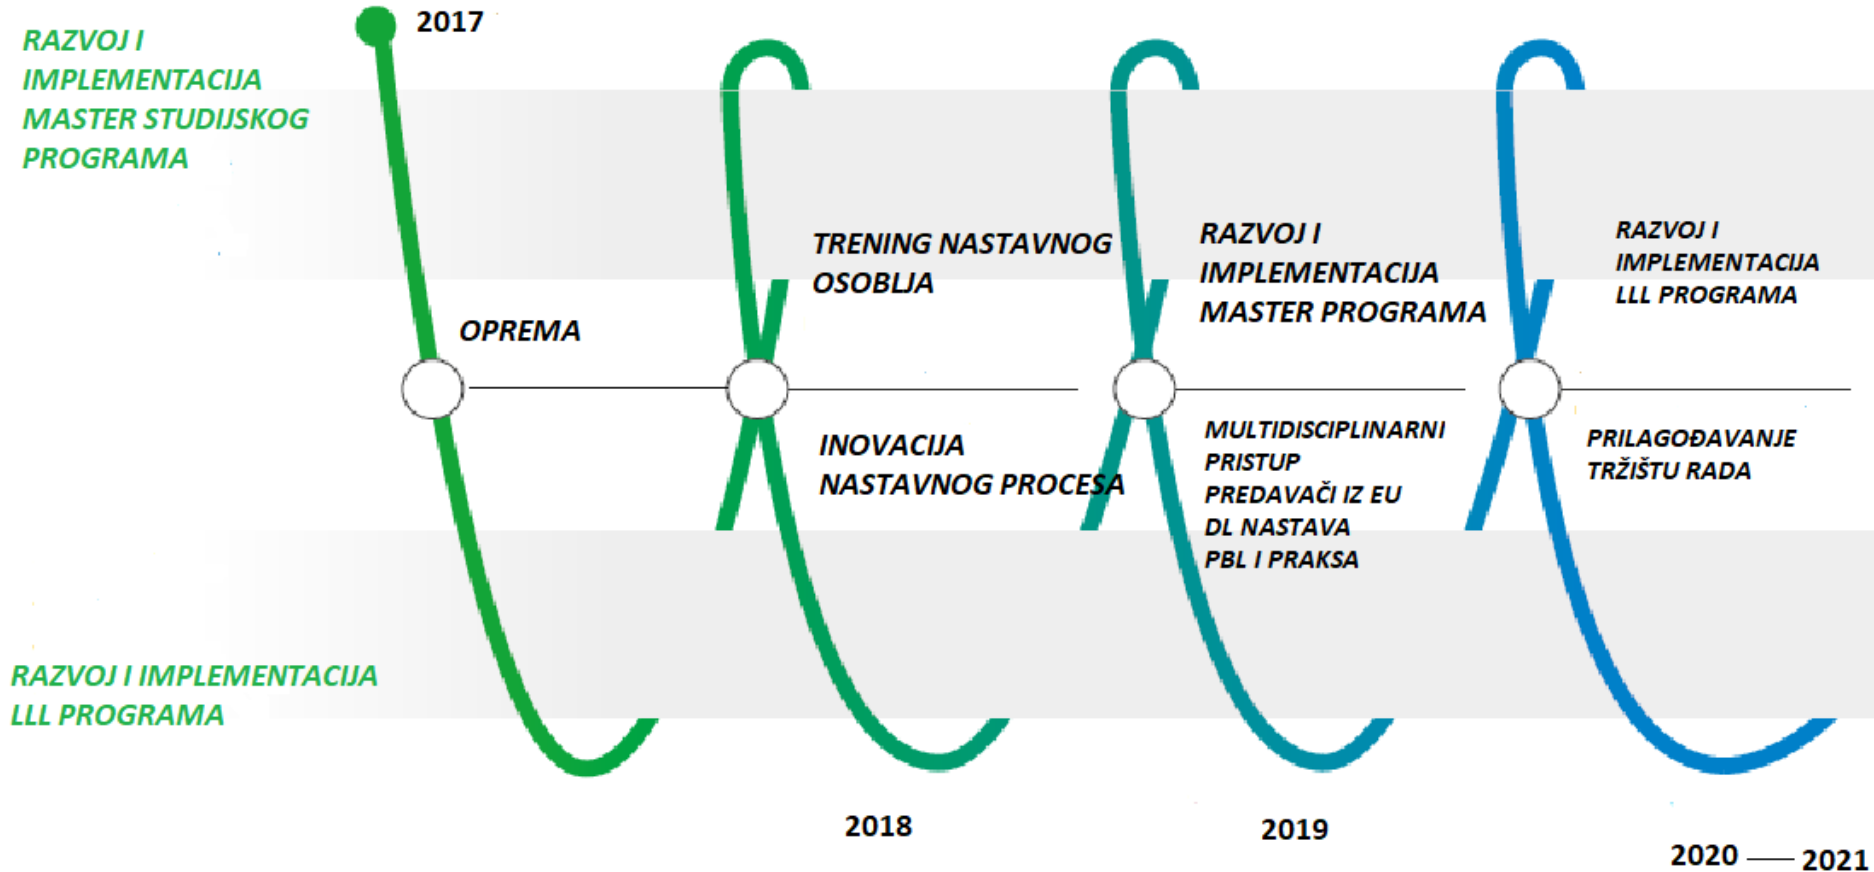 RAZVOJ I
IMPLEMENTACIJA
MASTER STUDIJSKOG
PROGRAMA
2017
OPREMA
TRENING NASTAVNOG
OSOBLJA
INOVACIJA
NASTAVNOG PROCESA
RAZVOJ I
IMPLEMENTACIJA
MASTER PROGRAMA
MULTIDISCIPLINARNI
PRISTUP
PREDAVAČI IZ EU
DL NASTAVA
PBL I PRAKSA
RAZVOJ I
IMPLEMENTACIJA
LLL PROGRAMA
PRILAGOĐAVANJE
TRŽIŠTU RADA
RAZVOJ I IMPLEMENTACIJA
LLL PROGRAMA
2018
2019
2020 — 2021